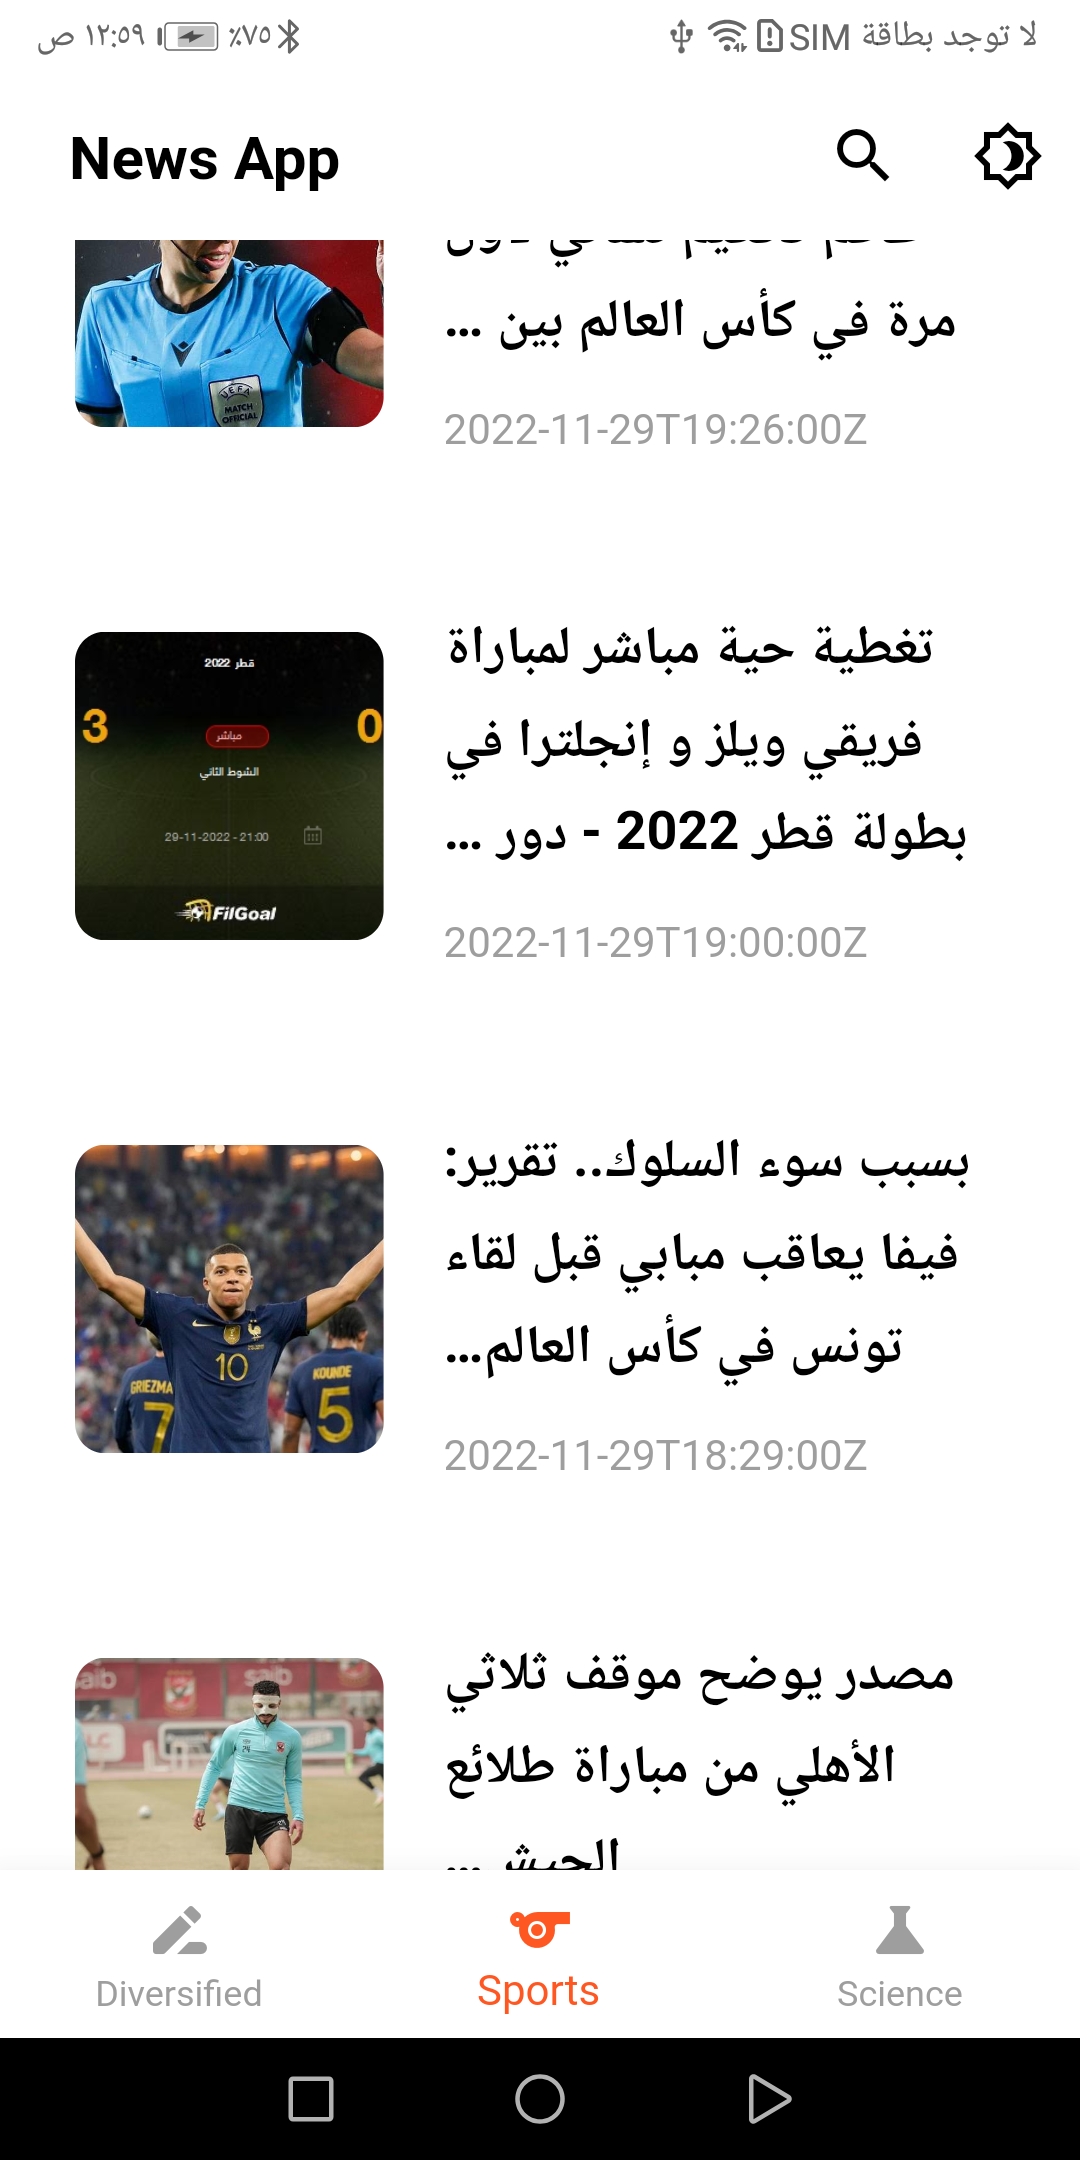 لا توجد بطاقة SIM
٪٧٥ ١٢:٥٩ ص
News App
مرة في كأس العالم بين ...
2022-11-29T19:26:00Z
UEFA
MATCH
OFFICIAL
تغطية حية مباشر لمباراة
فريقي ويلز و إنجلترا في
بطولة قطر 2022 - دور ...
2022-11-29T19:00:00Z
قطر 2022
3 0
مباشر
الشوط الثاني
29-11-2022 - 21:00
FilGoal
بسبب سوء السلوك.. تقرير:
فيفا يعاقب مبابي قبل لقاء
تونس في كأس العالم...
2022-11-29T18:29:00Z
10
GRIEZMA
7
KOUNDE
5
مصدر يوضح موقف ثلاثي
الأهلي من مباراة طلائع
الجيش ...
saib
saib
24
Diversified
Sports
Science